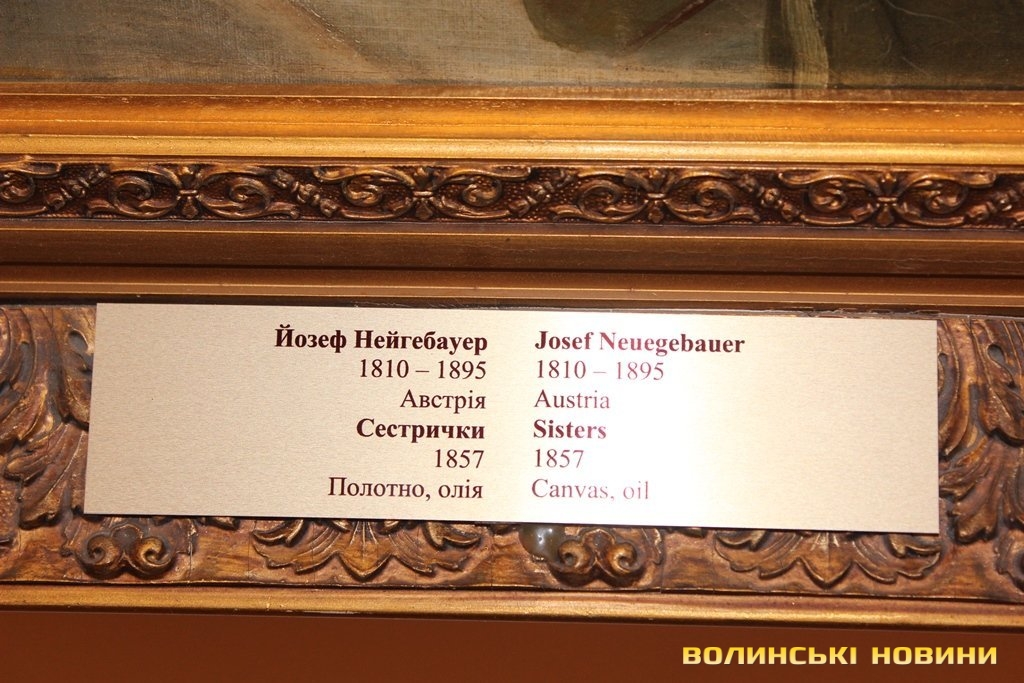 Йозеф Нейгебауер
1810 – 1895
Австрія
Сестрички
1857
Полотно, олія
Josef Neuegebauer
1810 – 1895
Austria
Sisters
1857
Canvas, oil
ВОЛИНСЬКІ НОВИНИ